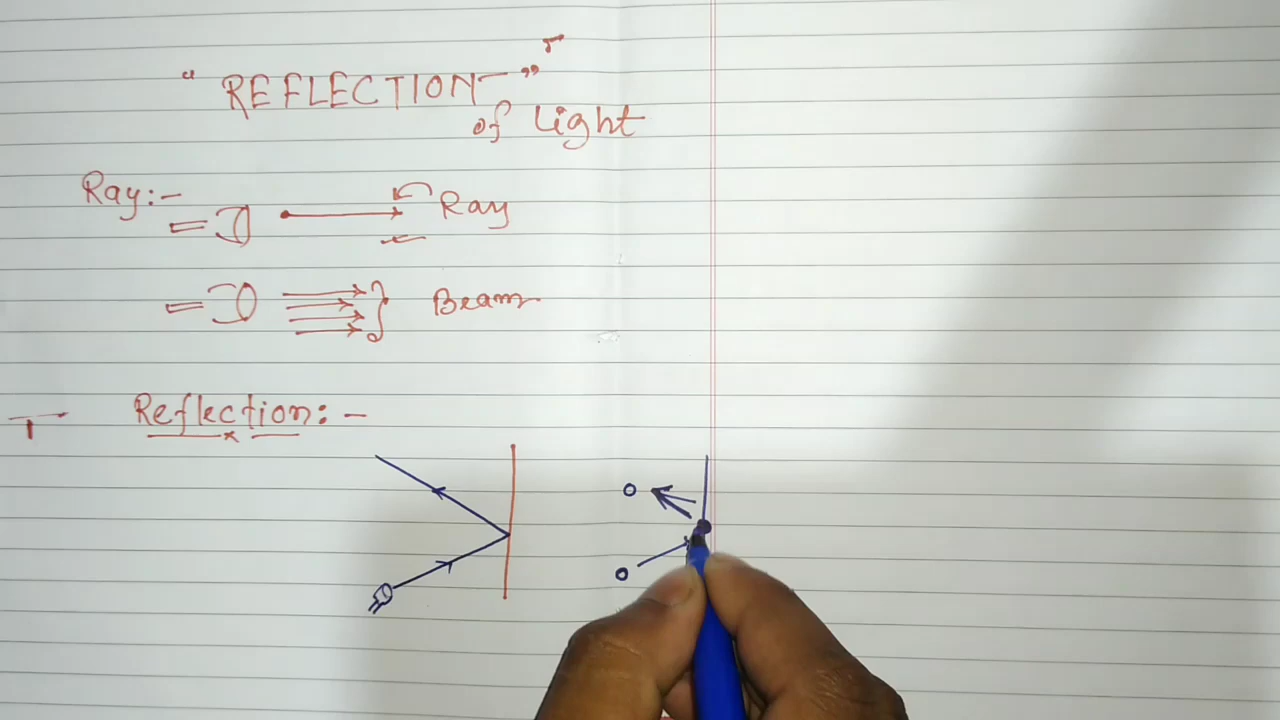 "REFLECTION"
of Light
Ray:-
Ray
Beam
Reflection:-